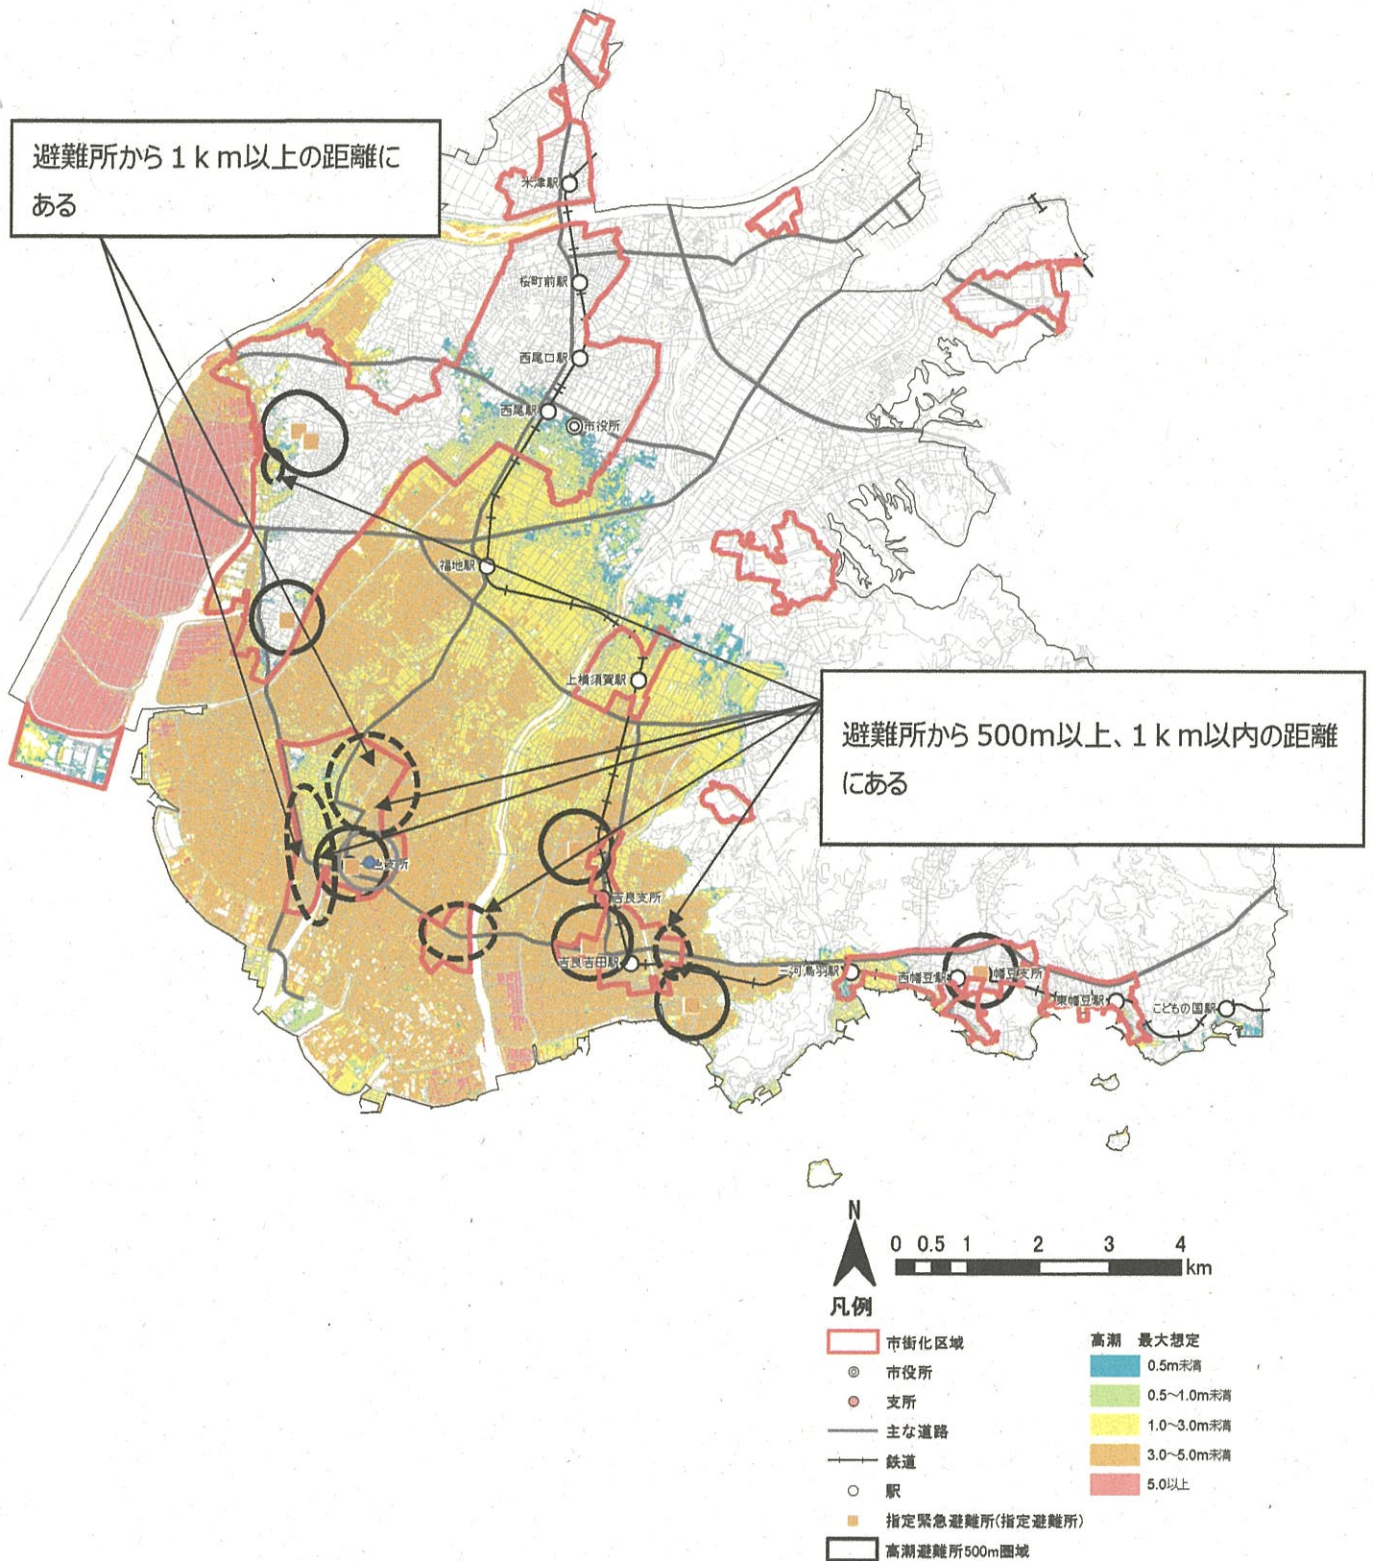 避難所から１ｋｍ以上の距離に
ある
米津駅
桜町前駅
西尾口駅
西尾駅
市役所
福地駅
上横須賀駅
避難所から500m以上、１ｋｍ以内の距離
にある
支所
吉良支所
吉良吉田駅
三河鳥羽駅
西幡豆駅
幡豆支所
東幡豆駅
こどもの国駅
N
0 0.5 1 2 3 4
km
凡例
市街化区域
市役所
支所
主な道路
鉄道
駅
指定緊急避難所(指定避難所)
高潮避難所500m圏域
高潮　最大想定
0.5m未満
0.5～1.0m未満
1.0～3.0m未満
3.0～5.0m未満
5.0以上